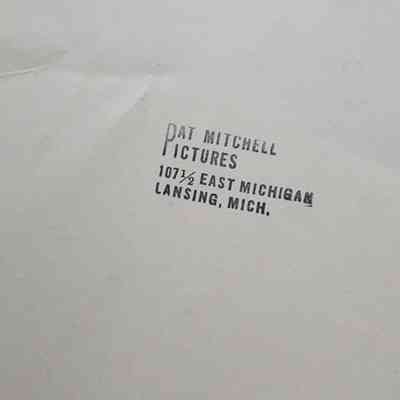 PAT MITCHELL
PICTURES
107½ EAST MICHIGAN
LANSING, MICH.